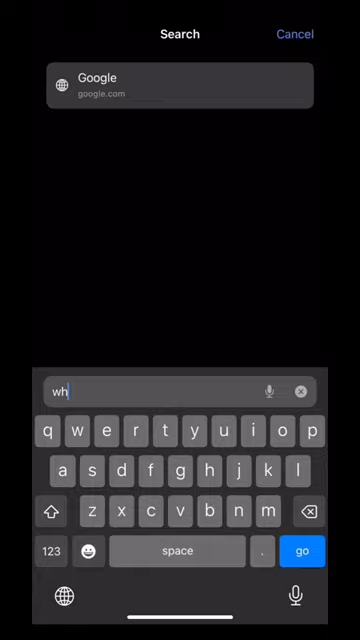 Search
Cancel
Google
google.com
wh
q w e r t y u i o p
a s d f g h j k l
z x c v b n m
123
space
.
go